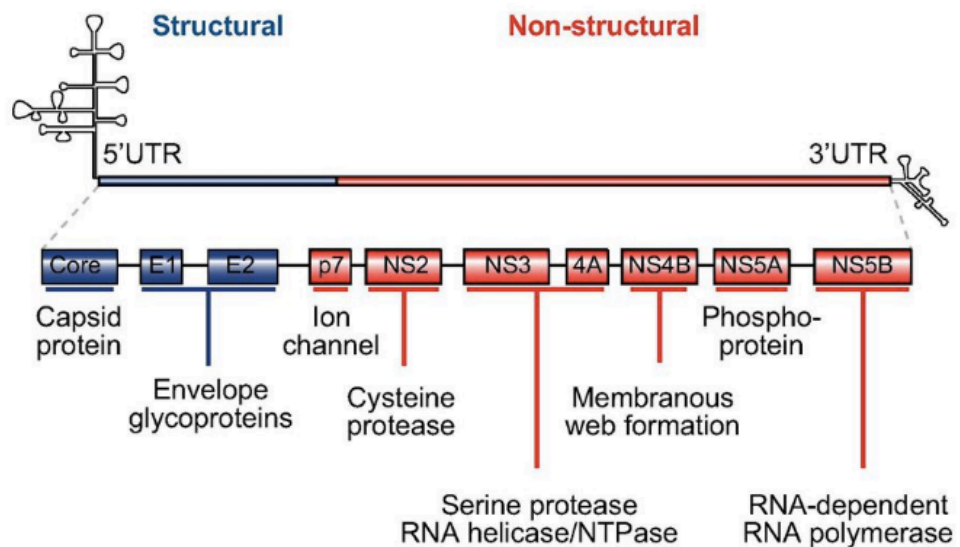 Structural
Non-structural
5'UTR
3'UTR
Core
E1
E2
p7
NS2
NS3
4A
NS4B
NS5A
NS5B
Capsid
protein
Envelope
glycoproteins
Ion
channel
Cysteine
protease
Serine protease
RNA helicase/NTPase
Membranous
web formation
Phospho-
protein
RNA-dependent
RNA polymerase